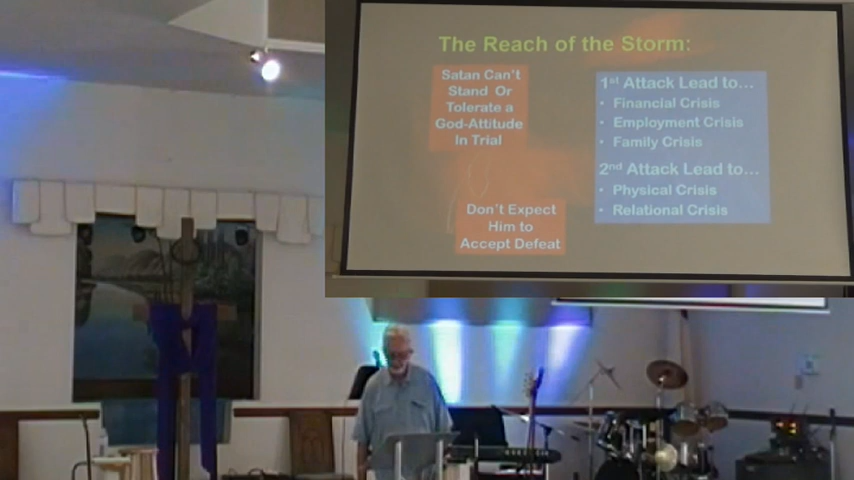 The Reach of the Storm:
Satan Can't
Stand Or
Tolerate a
God-Attitude
In Trial
Don't Expect
Him to
Accept Defeat
1st Attack Lead to...
• Financial Crisis
• Employment Crisis
• Family Crisis
2nd Attack Lead to...
• Physical Crisis
• Relational Crisis